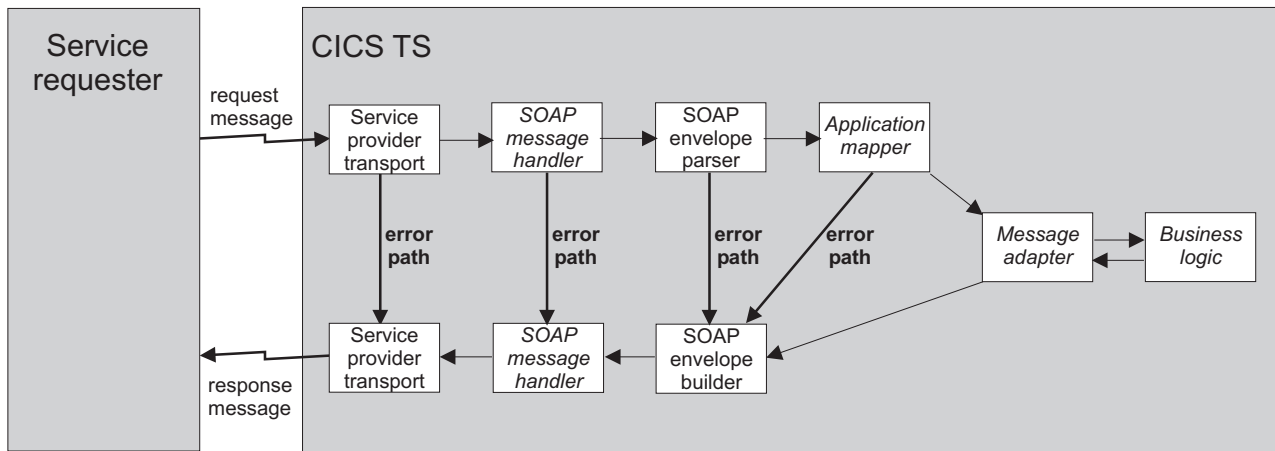 Service
requester
CICS TS
request
message
Service
provider
transport
SOAP
message
handler
SOAP
envelope
parser
Application
mapper
error
path
error
path
error
path
error
path
Message
adapter
Business
logic
Service
provider
transport
SOAP
message
handler
SOAP
envelope
builder
response
message